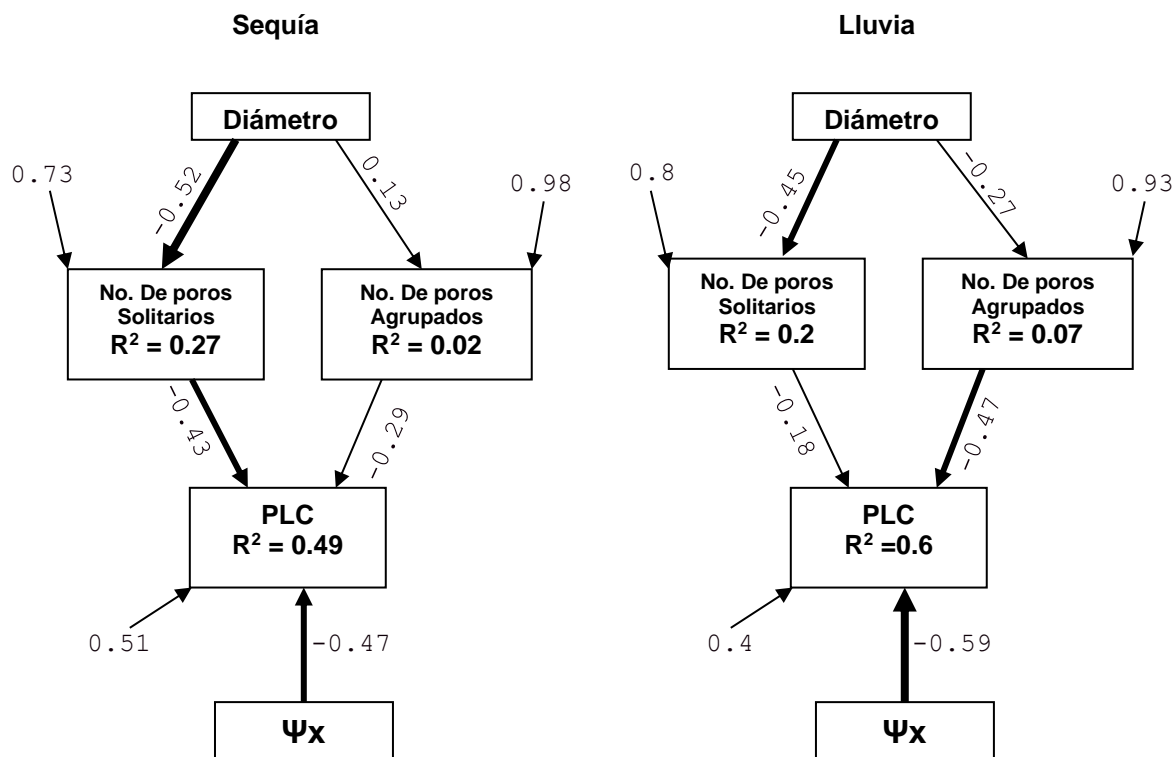 Sequía
Diámetro
0.73
-0.52
0.13
0.98
No. De poros
Solitarios
R² = 0.27
No. De poros
Agrupados
R² = 0.02
-0.43
-0.29
PLC
R² = 0.49
0.51
-0.47
Ψx
Lluvia
Diámetro
0.8
-0.45
-0.27
0.93
No. De poros
Solitarios
R² = 0.2
No. De poros
Agrupados
R² = 0.07
-0.18
-0.47
PLC
R² =0.6
0.4
-0.59
Ψx